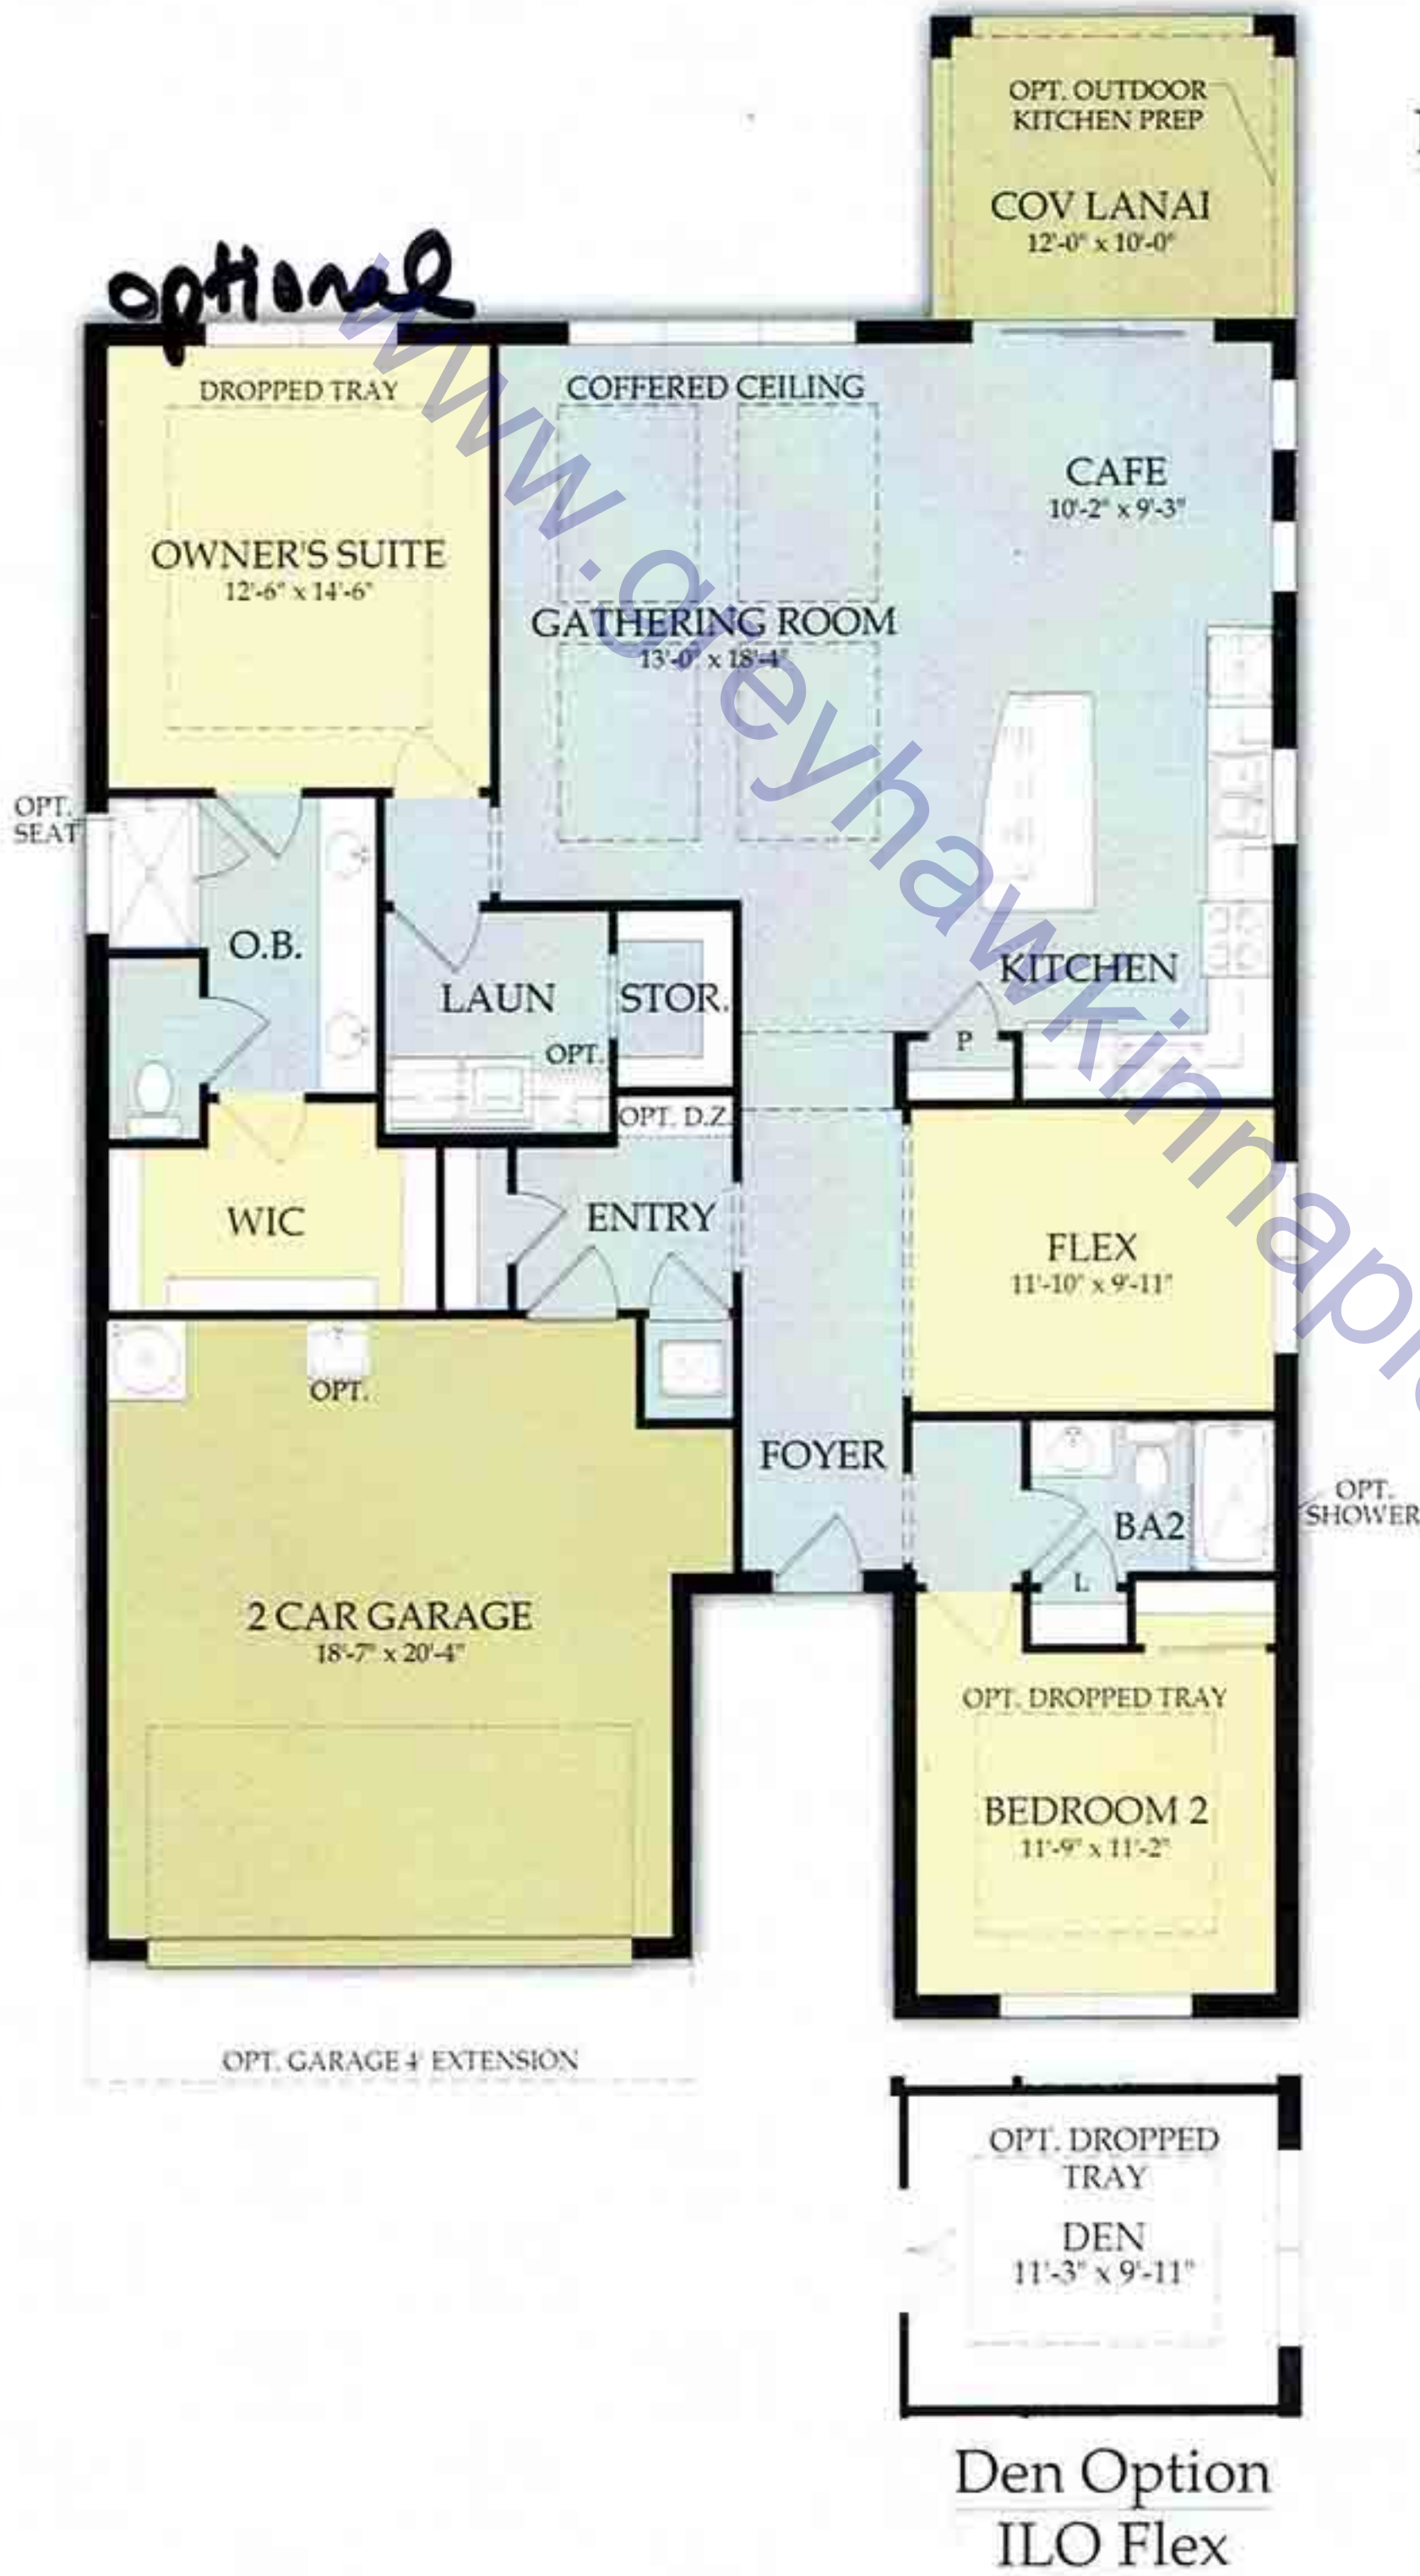 OPT. OUTDOOR
KITCHEN PREP
COV LANAI
12'-0" x 10'-0"
optional
DROPPED TRAY
COFFERED CEILING
CAFE
10'-2" x 9'-3"
OWNER'S SUITE
12'-6" x 14'-6"
GATHERING ROOM
13'-0" x 18'-4"
OPT.
SEAT
O.B.
LAUN
STOR.
KITCHEN
OPT.
P
OPT. D.Z.
WIC
ENTRY
FLEX
11'-10" x 9'-11"
OPT.
FOYER
OPT.
SHOWER
BA2
L
2 CAR GARAGE
18'-7" x 20'-4"
OPT. DROPPED TRAY
BEDROOM 2
11'-9" x 11'-2"
OPT. GARAGE 4' EXTENSION
OPT. DROPPED
TRAY
DEN
11'-3" x 9'-11"
Den Option
ILO Flex